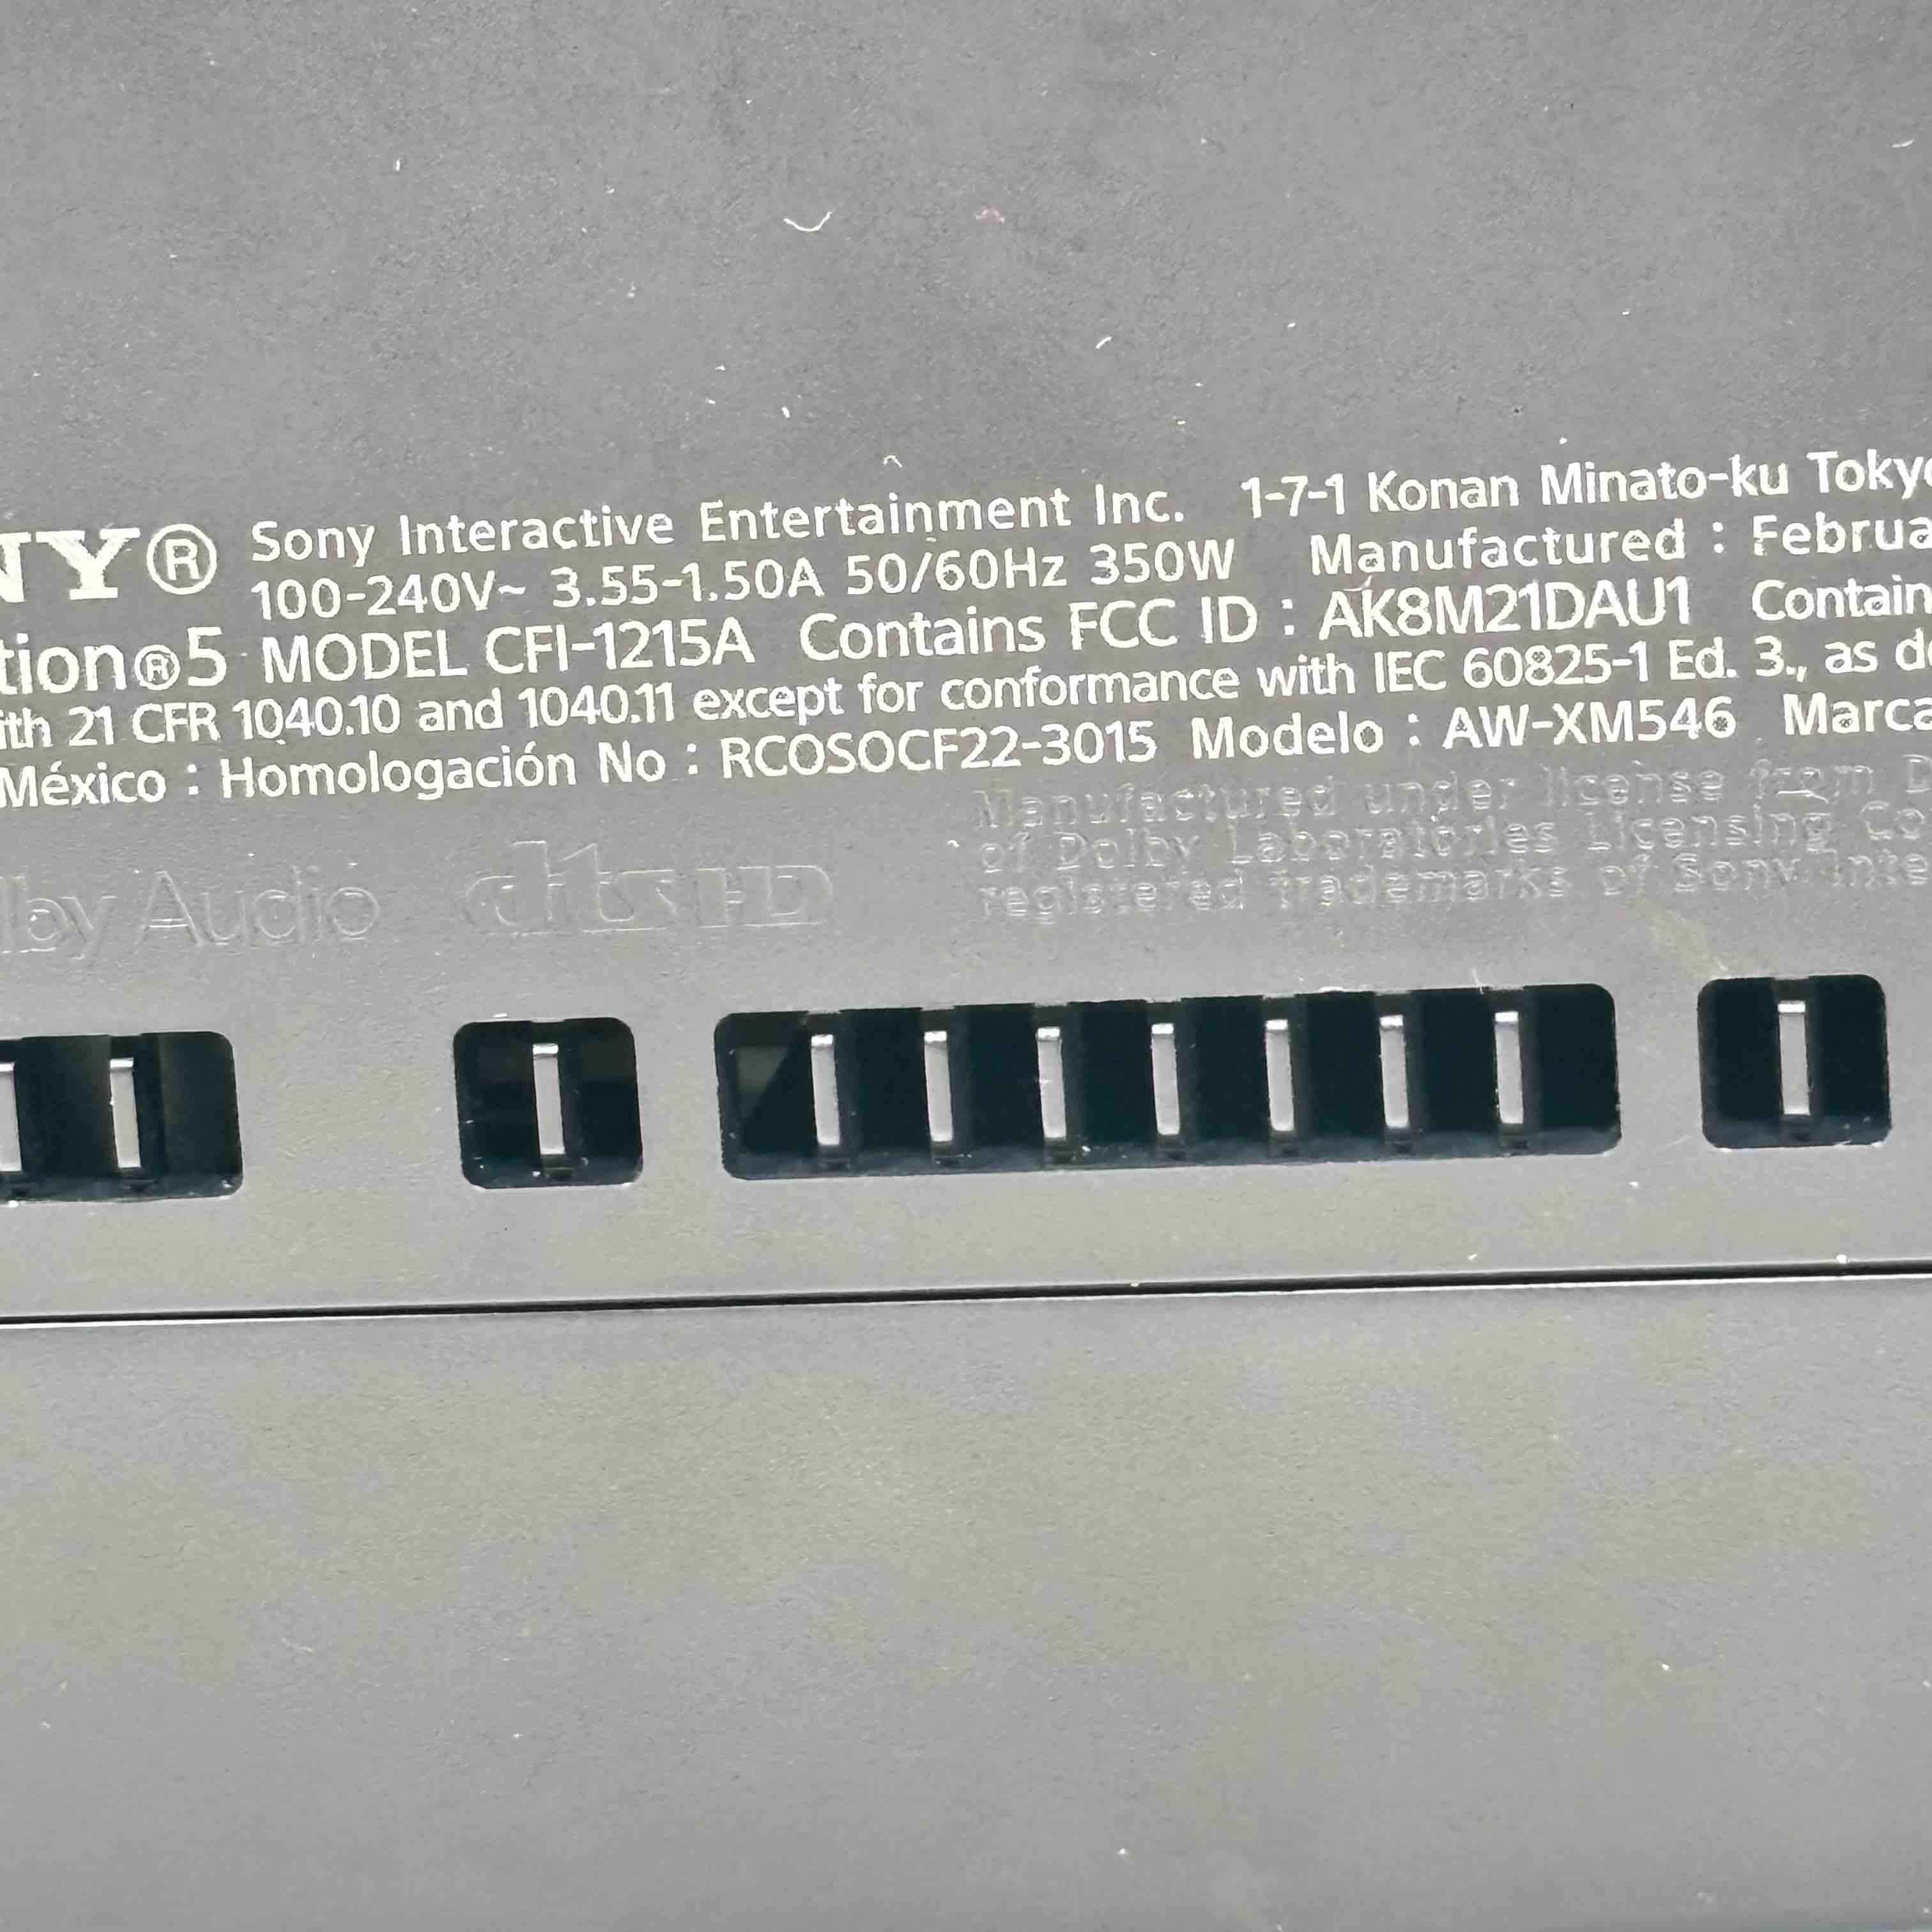 NY® Sony Interactive Entertainment Inc. 1-7-1 Konan Minato-ku Tokyo
100-240V~ 3.55-1.50A 50/60Hz 350W Manufactured : Februa
tion®5 MODEL CFI-1215A Contains FCC ID : AK8M21DAU1 Contain
ith 21 CFR 1040.10 and 1040.11 except for conformance with IEC 60825-1 Ed. 3., as de
México : Homologación No : RCOSOCF22-3015 Modelo : AW-XM546 Marca
Manufactured under license from D
of Dolby Laboratories Licensing Co
registered trademarks of Sony Inte
lby Audio dts HD